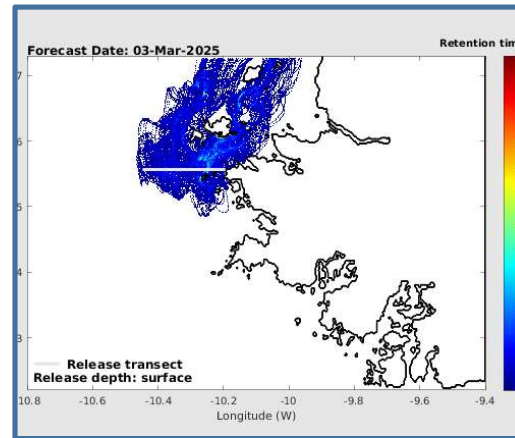 Forecast Date: 03-Mar-2025
Retention tim
7
6
5
4
3
Release transect
Release depth: surface
10.8
-10.6
-10.4
-10.2
-10
-9.8
-9.6
-9.4
Longitude (W)